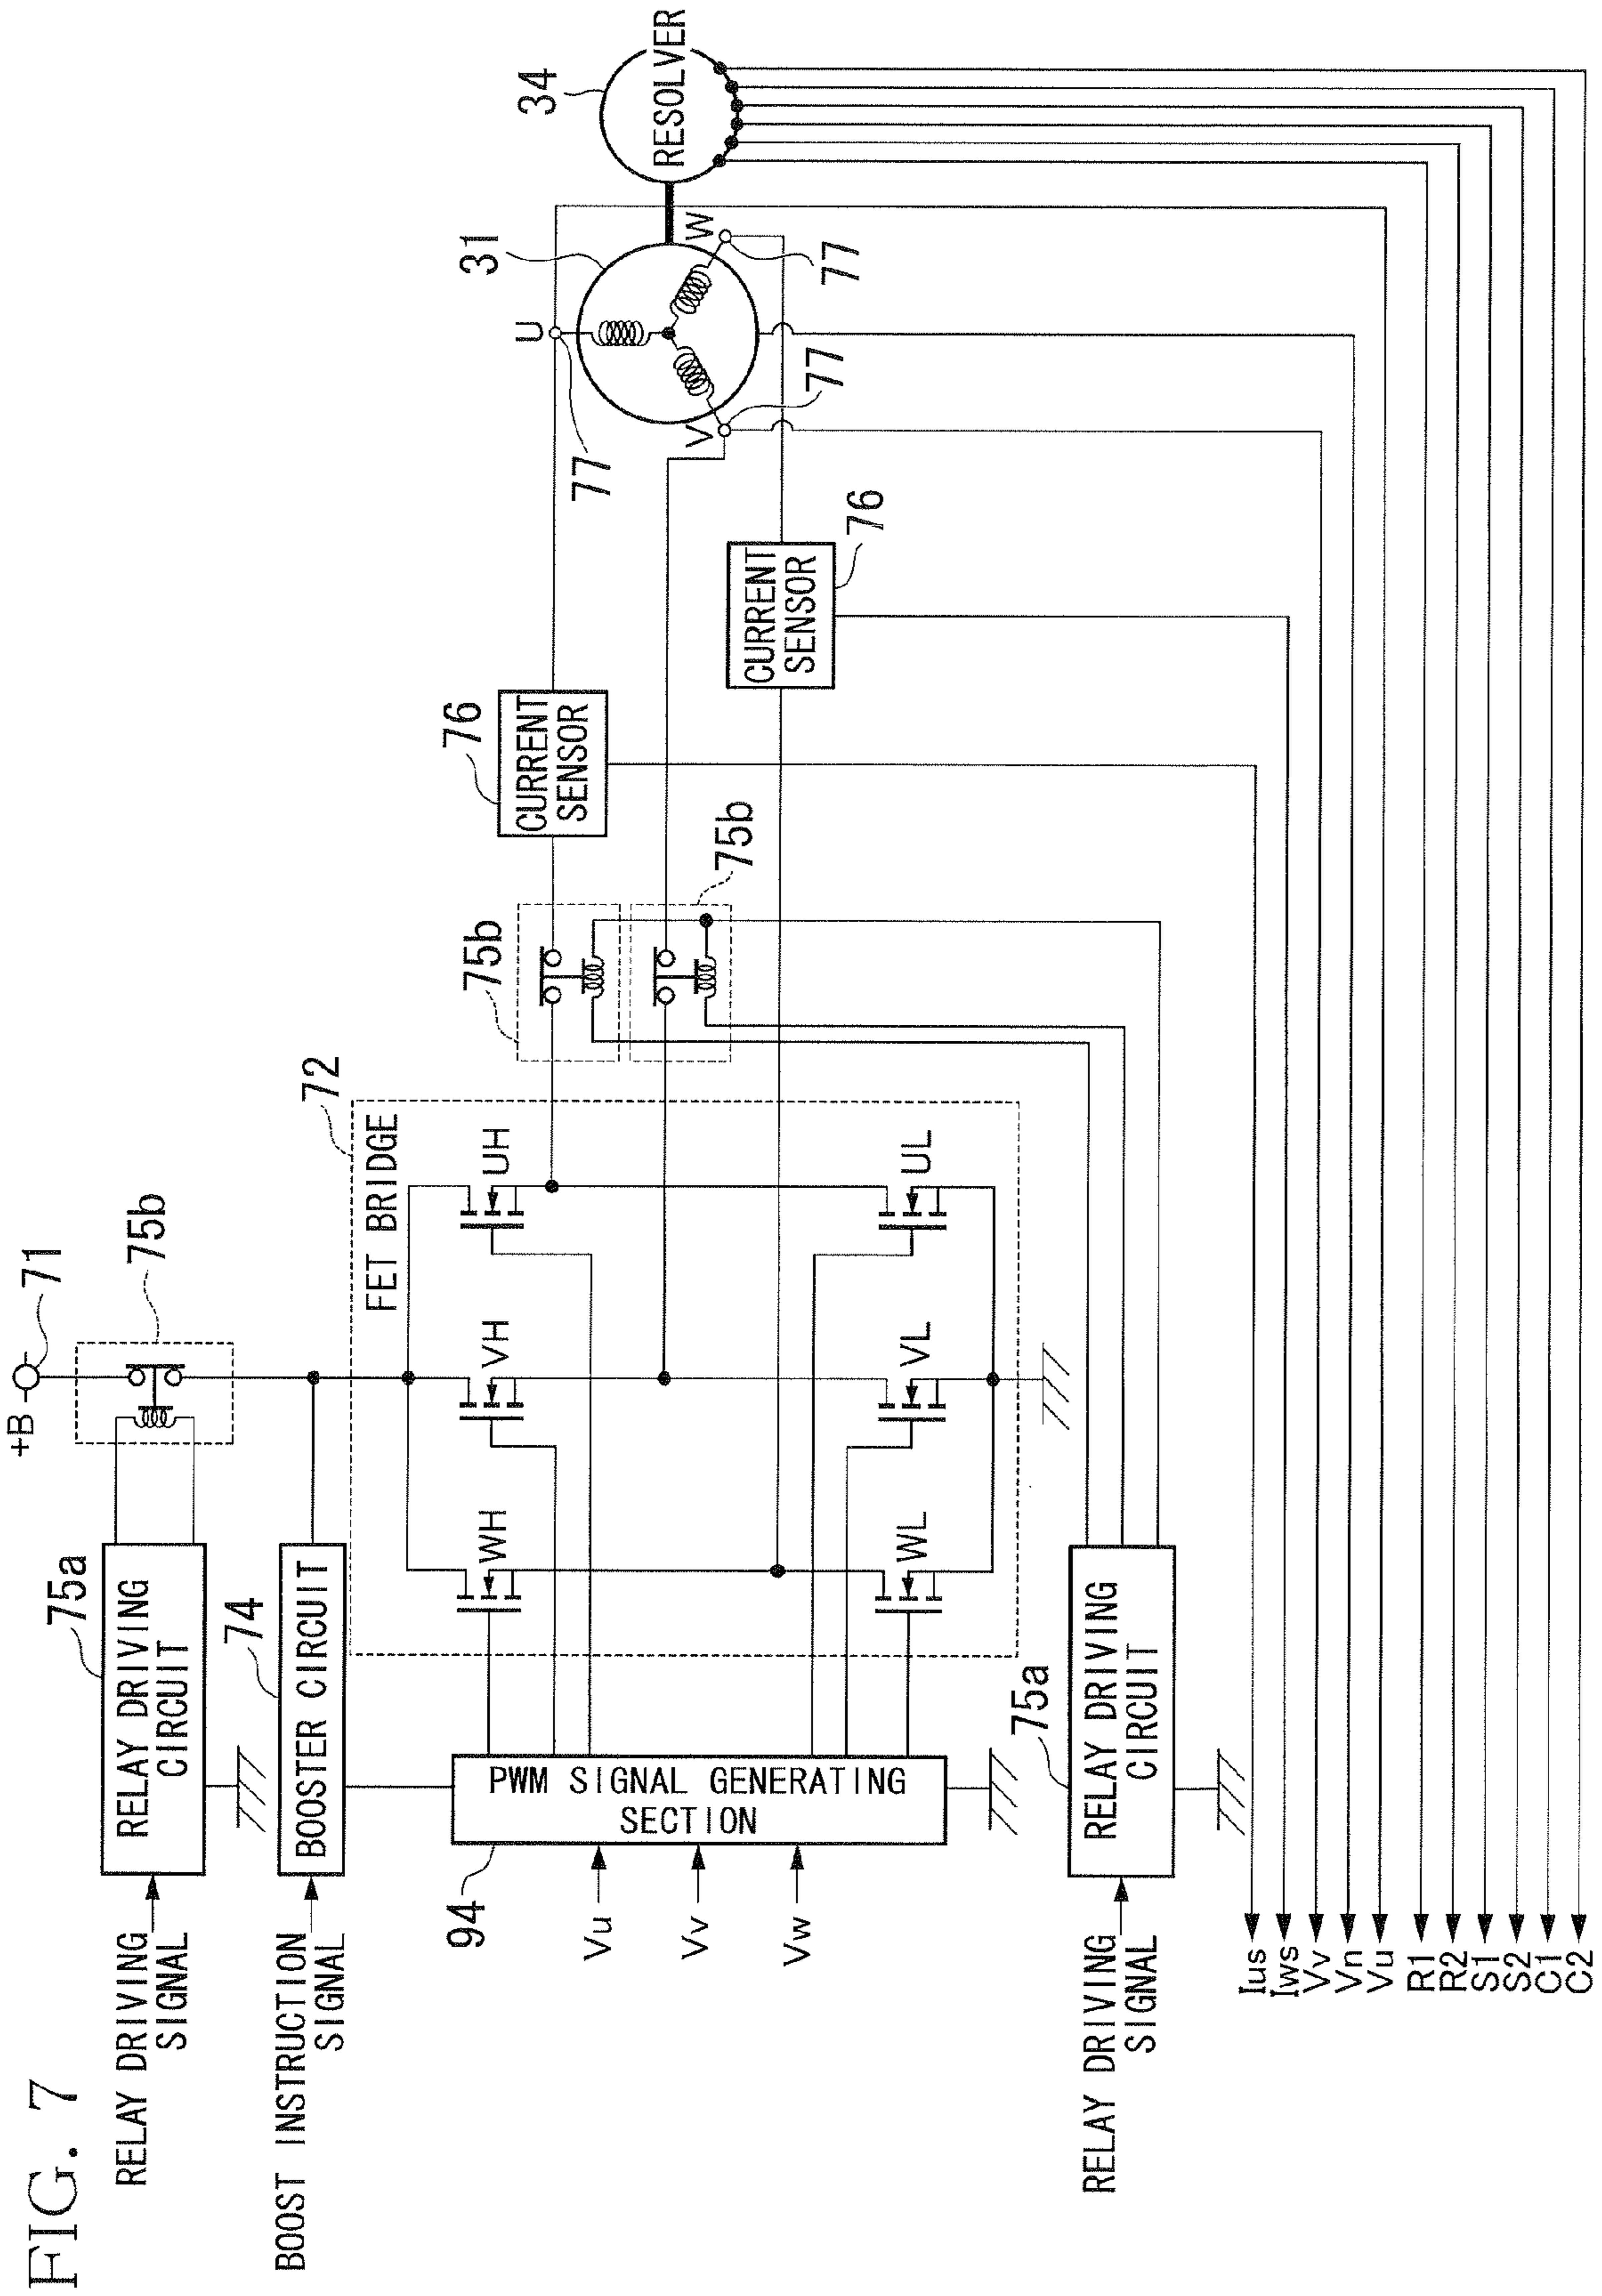 FIG. 7
+B
71
75b
75a
RELAY DRIVING
CIRCUIT
RELAY DRIVING
SIGNAL
74
BOOSTER CIRCUIT
BOOST INSTRUCTION
SIGNAL
72
FET BRIDGE
WH
VH
UH
WL
VL
UL
94
PWM SIGNAL GENERATING
SECTION
Vu
Vv
Vw
75b
75b
76
CURRENT
SENSOR
76
CURRENT
SENSOR
31
U
V
W
77
77
77
34
RESOLVER
75a
RELAY DRIVING
CIRCUIT
RELAY DRIVING
SIGNAL
Ius
Iws
Vv
Vn
Vu
R1
R2
S1
S2
C1
C2